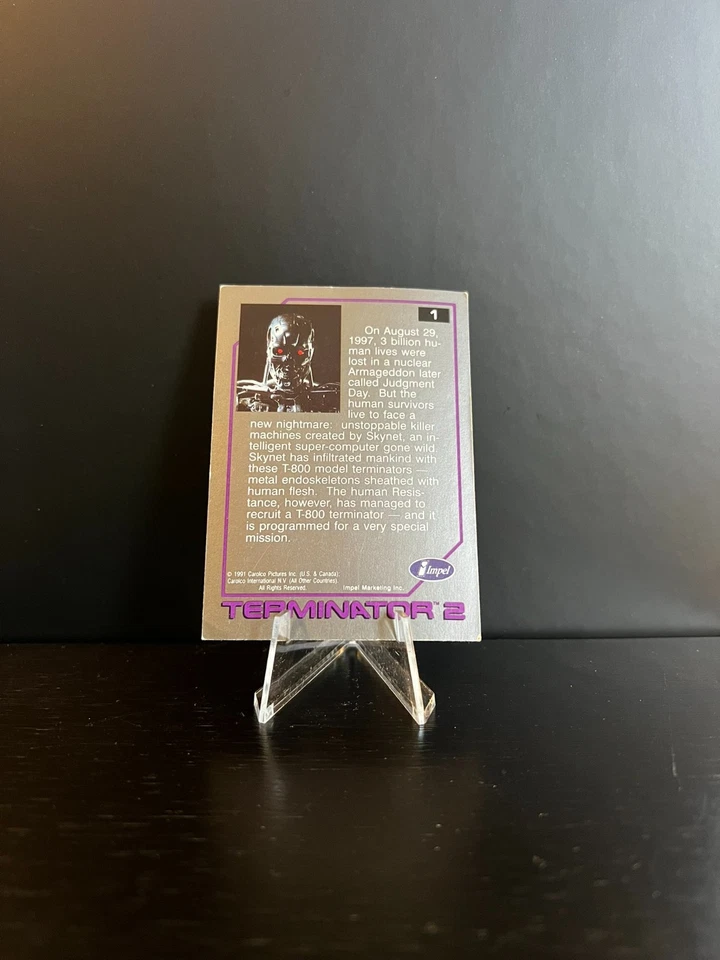 1
On August 29,
1997, 3 billion hu-
man lives were
lost in a nuclear
Armageddon later
called Judgment
Day. But the
human survivors
live to face a
new nightmare: unstoppable killer
machines created by Skynet, an in-
telligent super-computer gone wild.
Skynet has infiltrated mankind with
these T-800 model terminators —
metal endoskeletons sheathed with
human flesh. The human Resis-
tance, however, has managed to
recruit a T-800 terminator — and it
is programmed for a very special
mission.
Impel
© 1991 Carolco Pictures Inc. (U.S. & Canada)
Carolco International N.V. (All Other Countries)
All Rights Reserved.
Impel Marketing Inc.
TERMINATOR™ 2